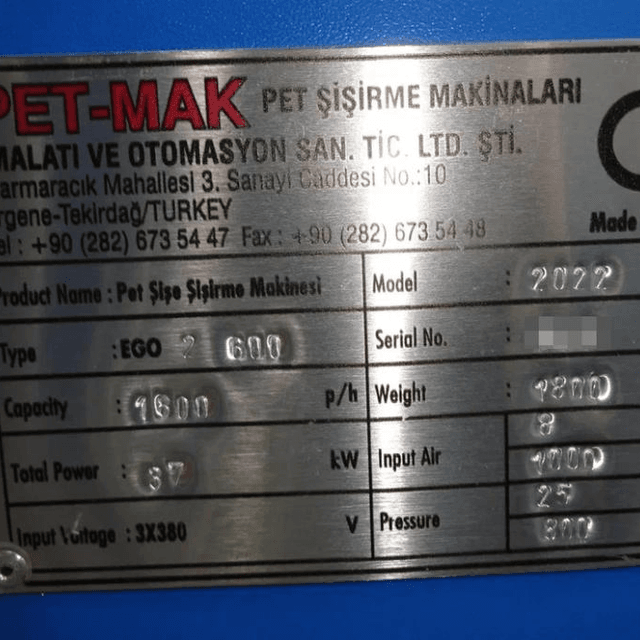 PET-MAK PET ŞİŞİRME MAKİNALARI
MALATI VE OTOMASYON SAN. TİC. LTD. ŞTİ.
armaracık Mahallesi 3. Sanayi Caddesi No.:10
rgene-Tekirdağ/TURKEY
el : +90 (282) 673 54 47 Fax : +90 (282) 673 54 48
Made
Product Name : Pet Şişe Şişirme Makinesi
Model : 2022
Type : EGO 2 600
Serial No. :
Capacity : 1600 p/h
Weight : 1800
Total Power : 37 kW
Input Air 8
1000
Input Voltage : 3X380 V
Pressure 25
800